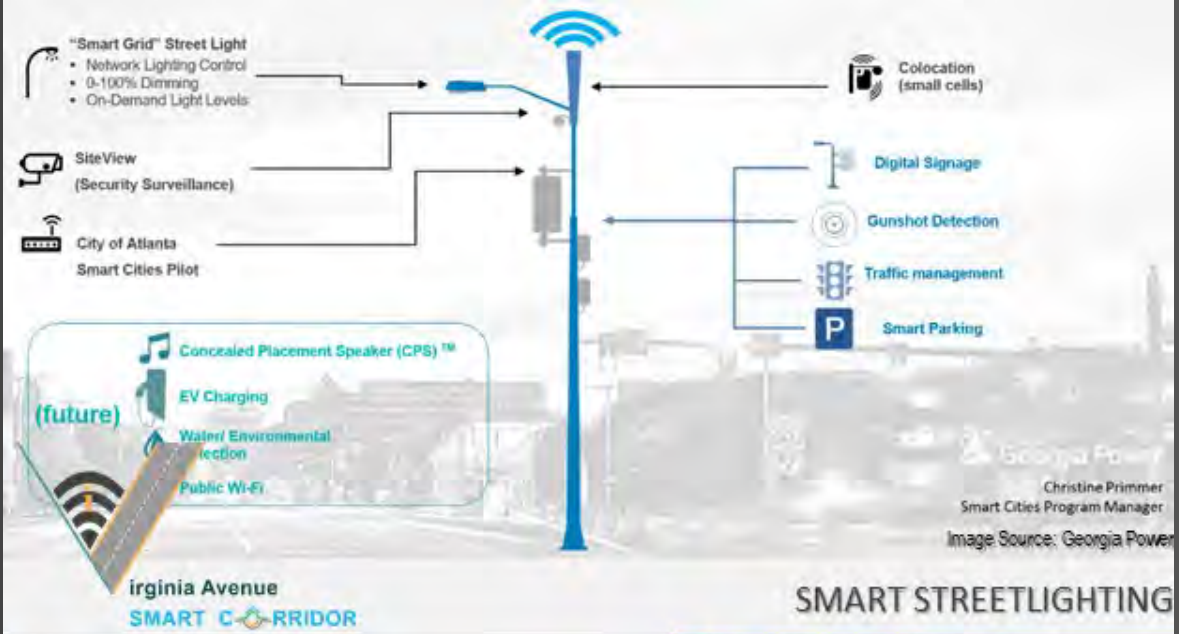 "Smart Grid" Street Light
• Network Lighting Control
• 0-100% Dimming
• On-Demand Light Levels
SiteView
(Security Surveillance)
City of Atlanta
Smart Cities Pilot
Colocation
(small cells)
Digital Signage
Gunshot Detection
Traffic management
P
Smart Parking
(future)
Concealed Placement Speaker (CPS) ™
EV Charging
Water/ Environmental
Public Wi-Fi
Georgia Power
Christine Primmer
Smart Cities Program Manager
Image Source: Georgia Power
irginia Avenue
SMART C RRIDOR
SMART STREETLIGHTING